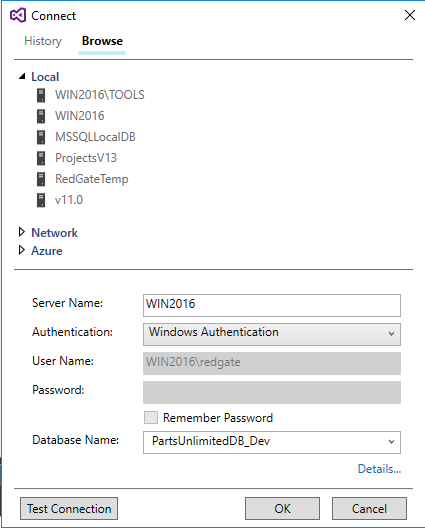 Connect
History Browse
Local
WIN2016\TOOLS
WIN2016
MSSQLLocalDB
ProjectsV13
RedGateTemp
v11.0
Network
Azure
Server Name: WIN2016
Authentication: Windows Authentication
User Name: WIN2016\redgate
Password:
Remember Password
Database Name: PartsUnlimitedDB_Dev
Details...
Test Connection OK Cancel